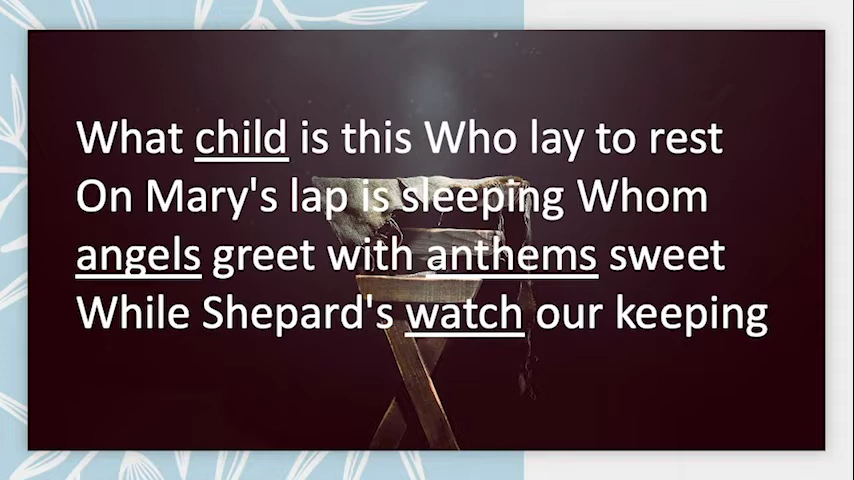 What child is this Who lay to rest
On Mary's lap is sleeping Whom
angels greet with anthems sweet
While Shepard's watch our keeping